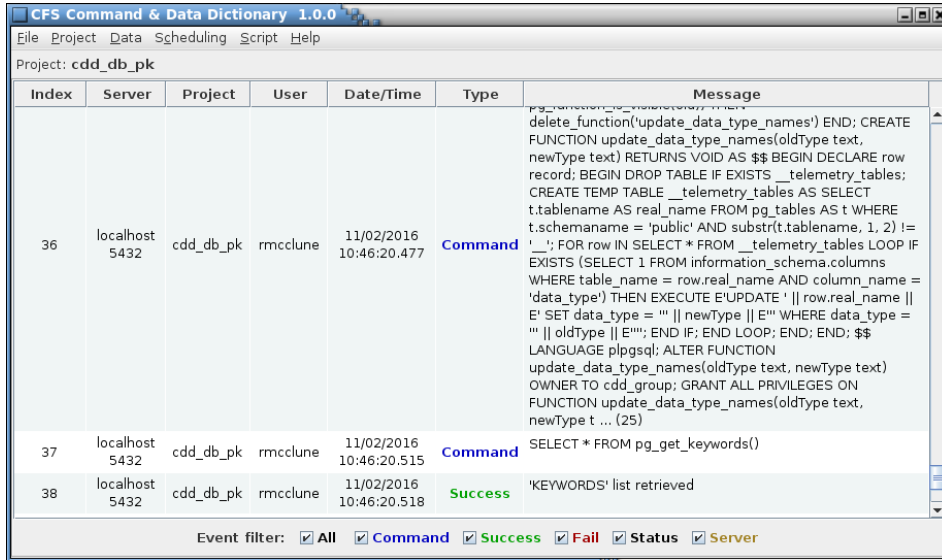 CFS Command & Data Dictionary 1.0.0
File Project Data Scheduling Script Help
Project: cdd_db_pk
Index Server Project User Date/Time Type Message
delete_function('update_data_type_names') END; CREATE
FUNCTION update_data_type_names(oldType text,
newType text) RETURNS VOID AS $$ BEGIN DECLARE row
record; BEGIN DROP TABLE IF EXISTS __telemetry_tables;
CREATE TEMP TABLE __telemetry_tables AS SELECT
t.tablename AS real_name FROM pg_tables AS t WHERE
t.schemaname = 'public' AND substr(t.tablename, 1, 2) !=
'__'; FOR row IN SELECT * FROM __telemetry_tables LOOP IF
EXISTS (SELECT 1 FROM information_schema.columns
WHERE table_name = row.real_name AND column_name =
'data_type') THEN EXECUTE E'UPDATE ' || row.real_name ||
E' SET data_type = ''' || newType || E''' WHERE data_type =
''' || oldType || E''''; END IF; END LOOP; END; END; $$
LANGUAGE plpgsql; ALTER FUNCTION
update_data_type_names(oldType text, newType text)
OWNER TO cdd_group; GRANT ALL PRIVILEGES ON
FUNCTION update_data_type_names(oldType text,
newType t ... (25)
36 localhost 5432 cdd_db_pk rmcclune 11/02/2016 10:46:20.477 Command
37 localhost 5432 cdd_db_pk rmcclune 11/02/2016 10:46:20.515 Command SELECT * FROM pg_get_keywords()
38 localhost 5432 cdd_db_pk rmcclune 11/02/2016 10:46:20.518 Success 'KEYWORDS' list retrieved
Event filter: All Command Success Fail Status Server